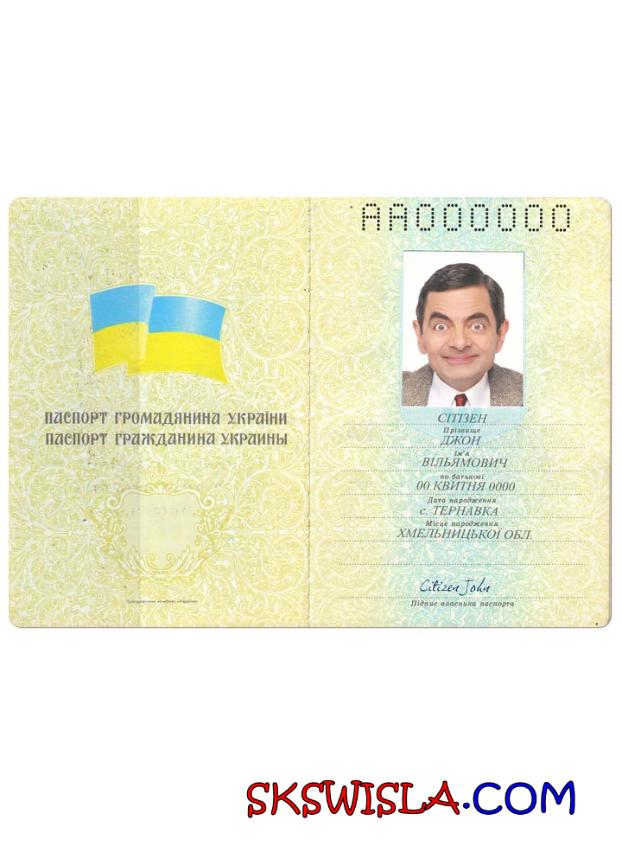 AA000000
ПАСПОРТ ГРОМАДЯНИНА УКРАЇНИ
ПАСПОРТ ГРАЖДАНИНА УКРАИНЫ
СІТІЗЕН
Прізвище
ДЖОН
ім'я
ВІЛЬЯМОВИЧ
по батькові
00 КВІТНЯ 0000
Дата народження
с. ТЕРНАВКА
Місце народження
ХМЕЛЬНИЦЬКОЇ ОБЛ.
Citizen John
Підпис власника паспорта
SKSWISLA.COM